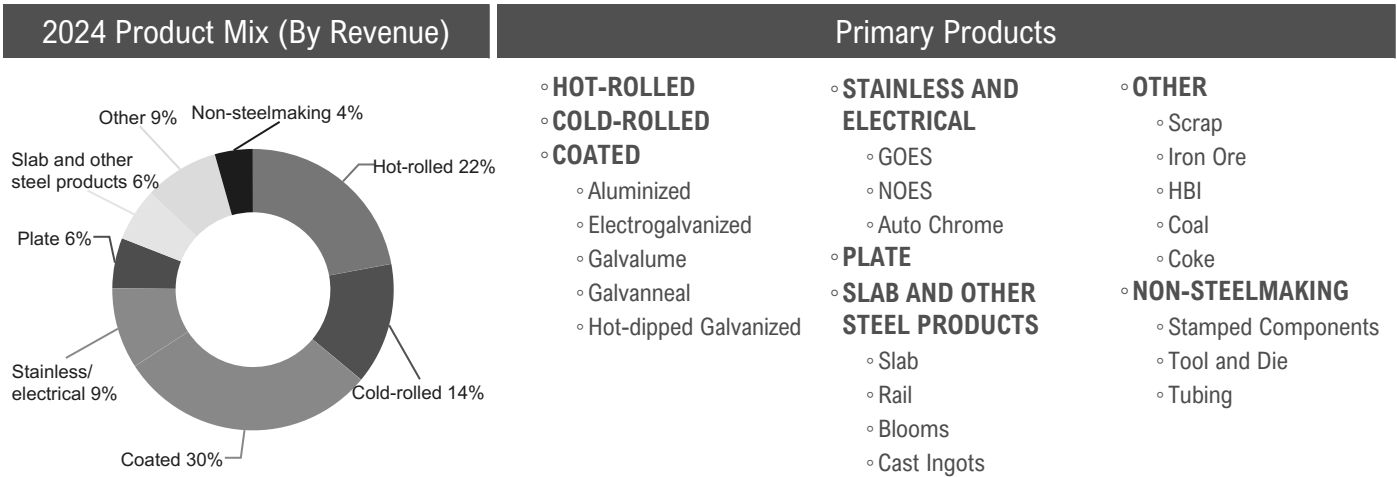 2024 Product Mix (By Revenue)
Non-steelmaking 4%
Other 9%
Hot-rolled 22%
Slab and other
steel products 6%
Plate 6%
Stainless/
electrical 9%
Cold-rolled 14%
Coated 30%
Primary Products
◦HOT-ROLLED
◦COLD-ROLLED
◦COATED
◦Aluminized
◦Electrogalvanized
◦Galvalume
◦Galvanneal
◦Hot-dipped Galvanized
◦STAINLESS AND
ELECTRICAL
◦GOES
◦NOES
◦Auto Chrome
◦PLATE
◦SLAB AND OTHER
STEEL PRODUCTS
◦Slab
◦Rail
◦Blooms
◦Cast Ingots
◦OTHER
◦Scrap
◦Iron Ore
◦HBI
◦Coal
◦Coke
◦NON-STEELMAKING
◦Stamped Components
◦Tool and Die
◦Tubing